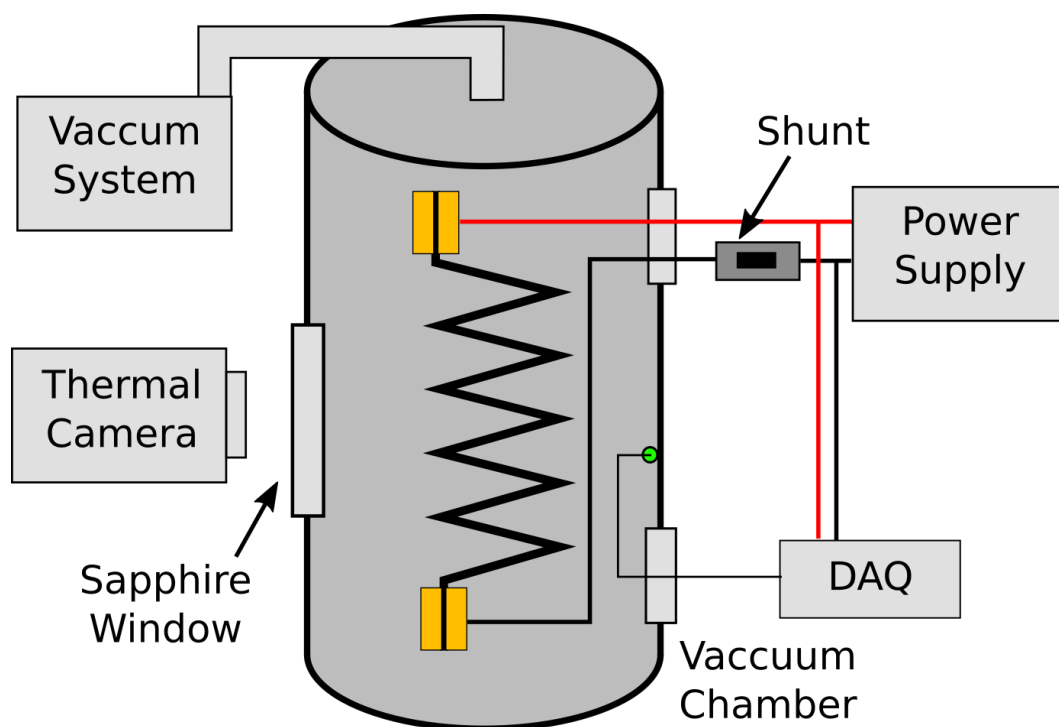 Vaccum
System
Shunt
Power
Supply
Thermal
Camera
Sapphire
Window
DAQ
Vaccuum
Chamber